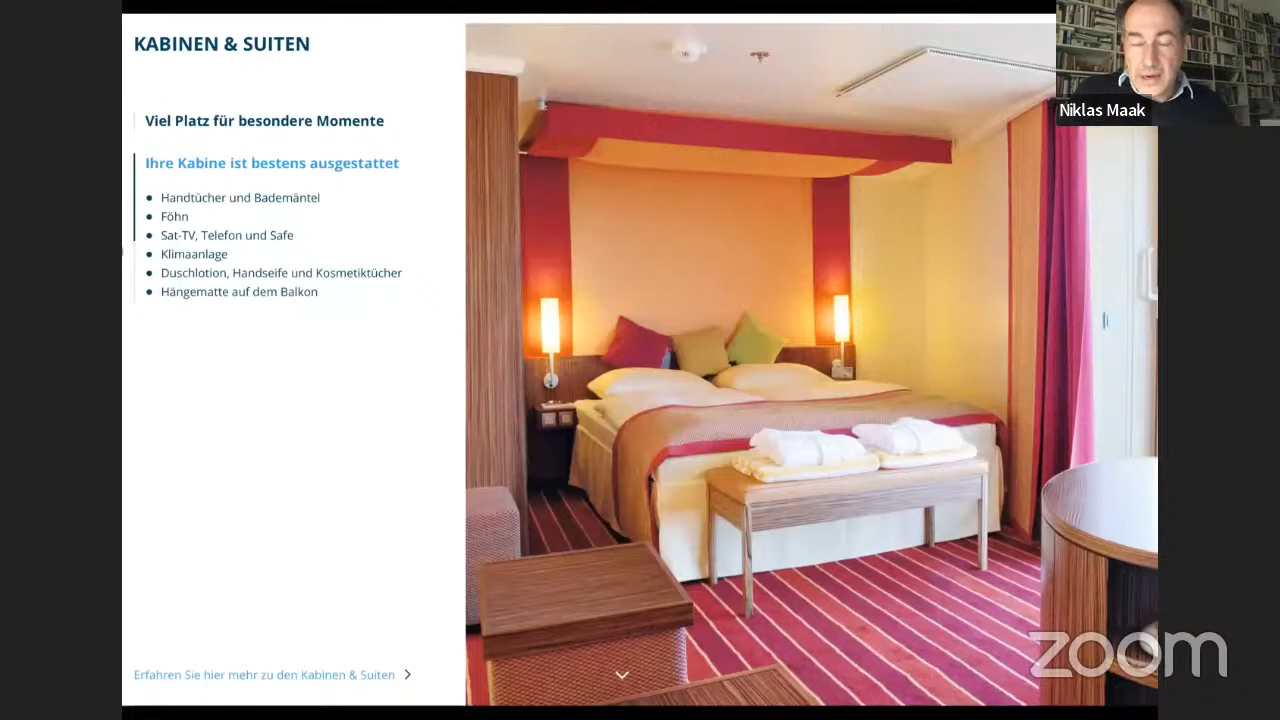 KABINEN & SUITEN
Viel Platz für besondere Momente
Ihre Kabine ist bestens ausgestattet
Handtücher und Bademäntel
Föhn
Sat-TV, Telefon und Safe
Klimaanlage
Duschlotion, Handseife und Kosmetiktücher
Hängematte auf dem Balkon
Erfahren Sie hier mehr zu den Kabinen & Suiten
Niklas Maak
zoom